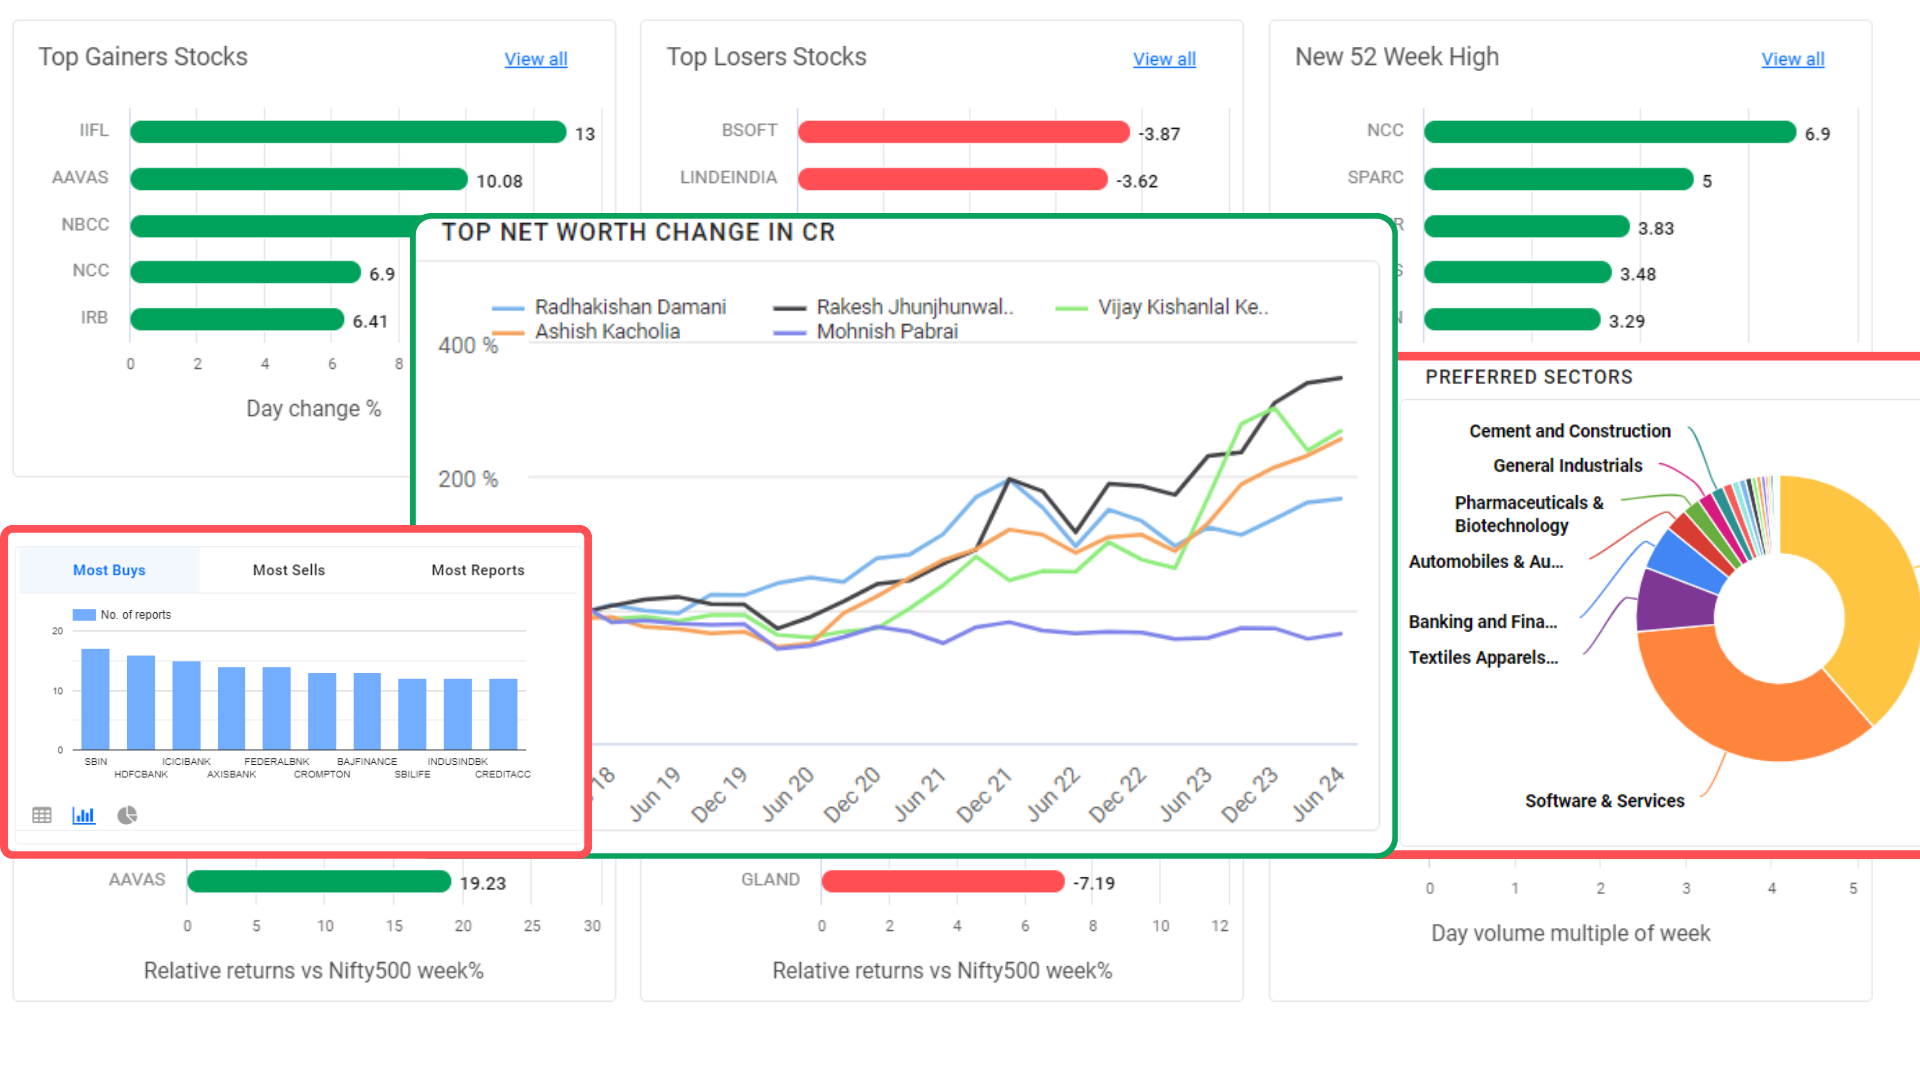 Top Gainers Stocks
View all
IIFL 13
AAVAS 10.08
NBCC
NCC 6.9
IRB 6.41
0 2 4 6 8
Day change %
Top Losers Stocks
View all
BSOFT -3.87
LINDEINDIA -3.62
New 52 Week High
View all
NCC 6.9
SPARC 5
R 3.83
S 3.48
3.29
TOP NET WORTH CHANGE IN CR
Radhakishan Damani
Rakesh Jhunjhunwal..
Vijay Kishanlal Ke..
Ashish Kacholia
Mohnish Pabrai
400 %
200 %
18 Jun 19 Dec 19 Jun 20 Dec 20 Jun 21 Dec 21 Jun 22 Dec 22 Jun 23 Dec 23 Jun 24
PREFERRED SECTORS
Cement and Construction
General Industrials
Pharmaceuticals &
Biotechnology
Automobiles & Au...
Banking and Fina...
Textiles Apparels...
Software & Services
Most Buys
Most Sells
Most Reports
No. of reports
20
10
0
SBIN
HDFCBANK
ICICIBANK
AXISBANK
FEDERALBNK
CROMPTON
BAJFINANCE
SBILIFE
INDUSINDBK
CREDITACC
AAVAS 19.23
0 5 10 15 20 25 30
Relative returns vs Nifty500 week%
GLAND -7.19
0 2 4 6 8 10 12
Relative returns vs Nifty500 week%
0 1 2 3 4 5
Day volume multiple of week